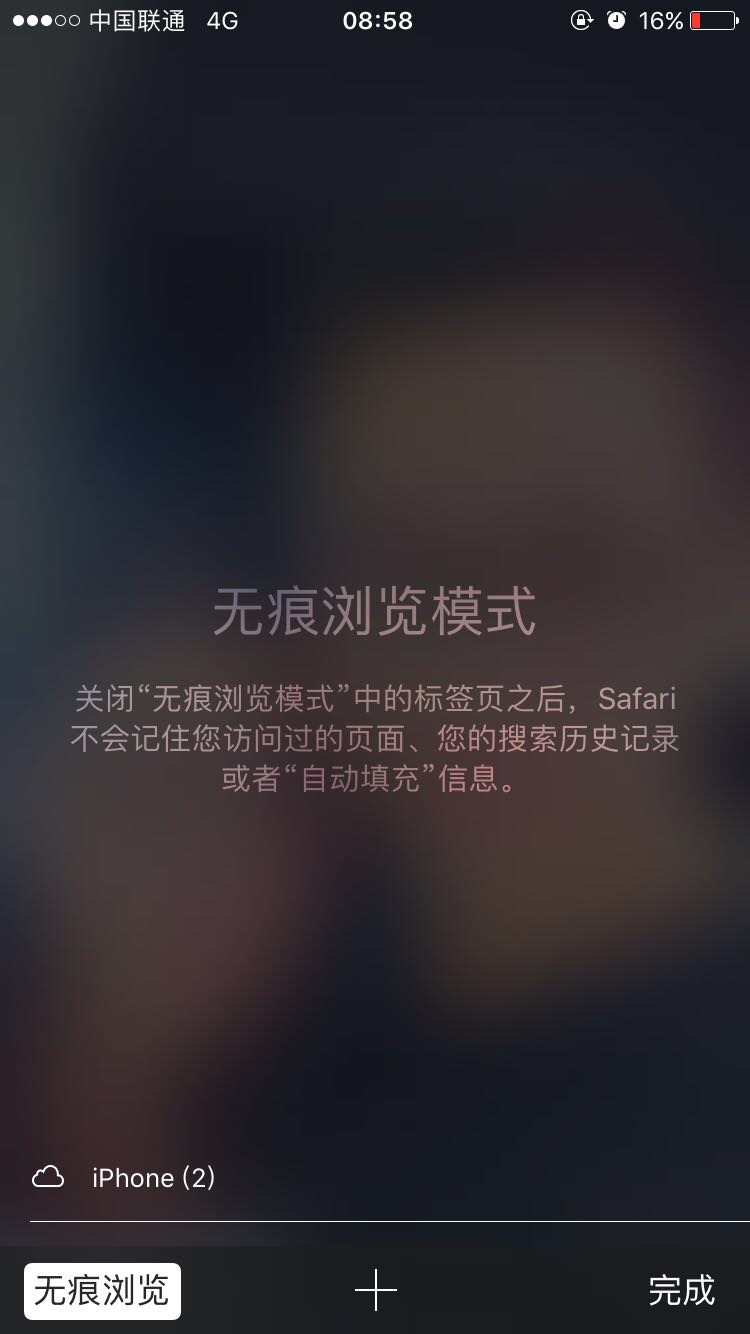 中国联通 4G 08:58 16%
无痕浏览模式
关闭“无痕浏览模式”中的标签页之后，Safari
不会记住您访问过的页面、您的搜索历史记录
或者“自动填充”信息。
iPhone (2)
无痕浏览 完成